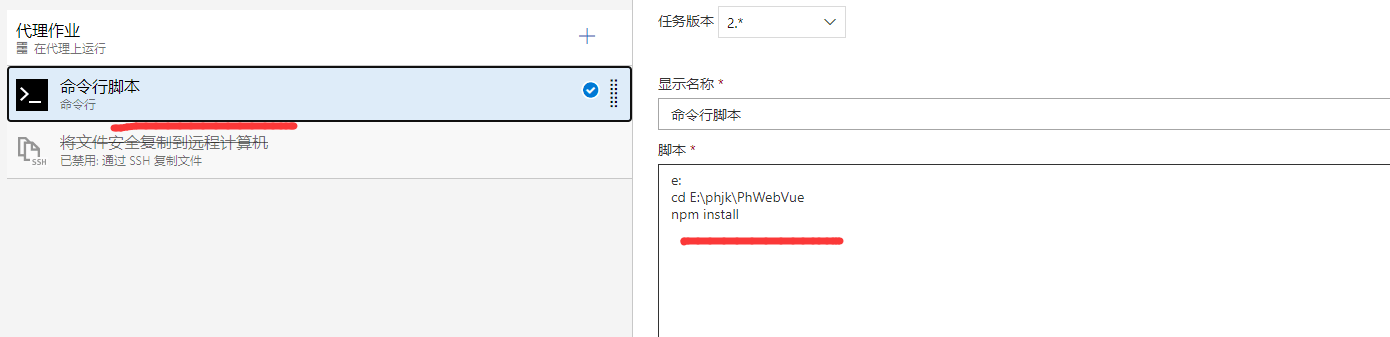 代理作业
在代理上运行
命令行脚本
命令行
将文件安全复制到远程计算机
已禁用: 通过 SSH 复制文件
SSH
任务版本 2.*
显示名称 *
命令行脚本
脚本 *
e:
cd E:\phjk\PhWebVue
npm install